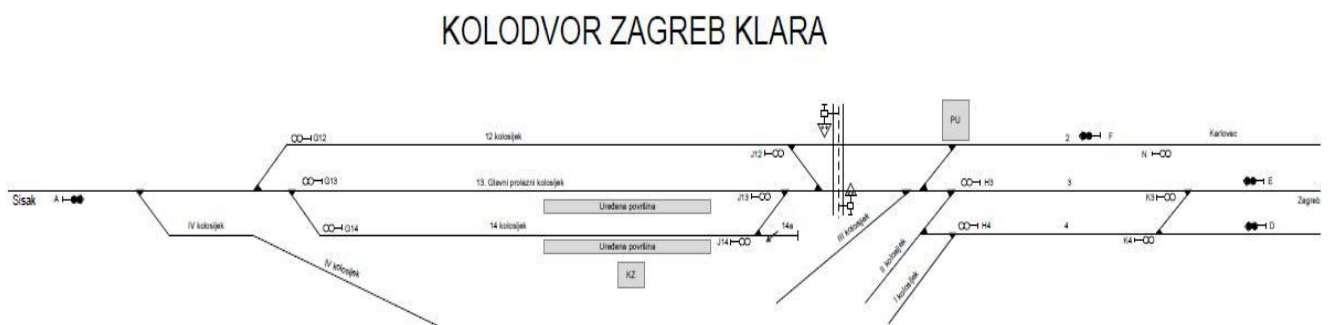 KOLODVOR ZAGREB KLARA
PU
G12
12 kolosijek
2
F
Karlovac
J12
N
G13
13. Glavni prolazni kolosijek
H3
3
E
Sisak
A
J13
K3
Zagreb
Uređena površina
IV kolosijek
G14
14 kolosijek
14a
III kolosijek
H4
4
D
J14
K4
Uređena površina
II kolosijek
IV kolosijek
KZ
I kolosijek